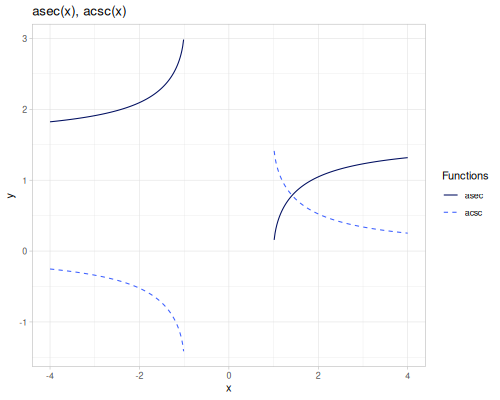 asec(x), acsc(x)
3
2
1
0
-1
y
-4
-2
0
2
4
x
Functions
asec
acsc